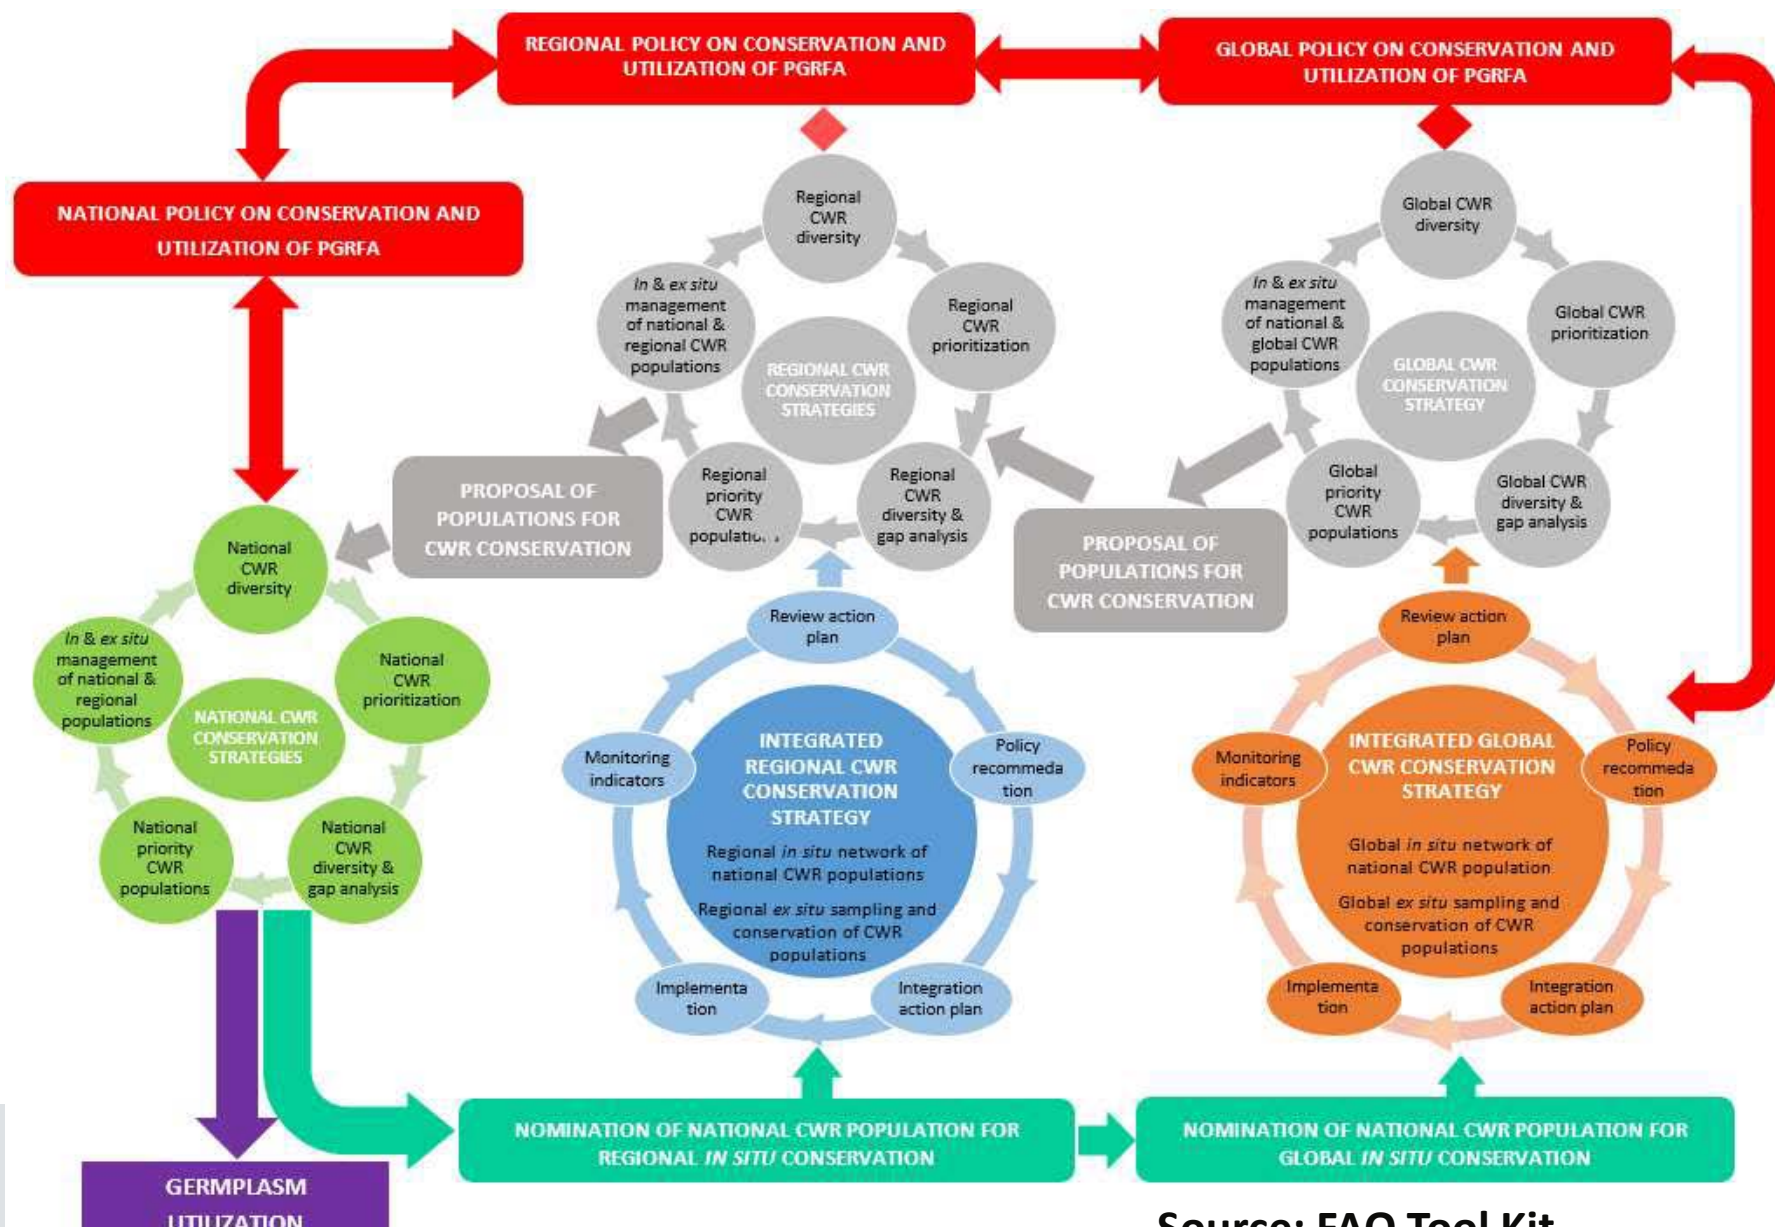 REGIONAL POLICY ON CONSERVATION AND
UTILIZATION OF PGRFA
GLOBAL POLICY ON CONSERVATION AND
UTILIZATION OF PGRFA
NATIONAL POLICY ON CONSERVATION AND
UTILIZATION OF PGRFA
Regional
CWR
diversity
In & ex situ
management
of national &
regional CWR
populations
Regional
CWR
prioritization
REGIONAL CWR
CONSERVATION
STRATEGIES
Regional
priority
CWR
Regional
CWR
diversity &
gap analysis
Global CWR
diversity
In & ex situ
management
of national &
global CWR
populations
Global CWR
prioritization
GLOBAL CWR
CONSERVATION
STRATEGY
Global
priority
CWR
populations
Global CWR
diversity &
gap analysis
PROPOSAL OF
POPULATIONS FOR
CWR CONSERVATION
PROPOSAL OF
POPULATIONS FOR
CWR CONSERVATION
National
CWR
diversity
In & ex situ
management
of national &
regional
populations
National
CWR
prioritization
NATIONAL CWR
CONSERVATION
STRATEGIES
National
priority
CWR
populations
National
CWR
diversity &
gap analysis
Review action
plan
Monitoring
indicators
INTEGRATED
REGIONAL CWR
CONSERVATION
STRATEGY
Regional in situ network of
national CWR populations
Regional ex situ sampling and
conservation of CWR
populations
Policy
recommeda
tion
Implementa
tion
Integration
action plan
Review action
plan
Monitoring
indicators
INTEGRATED GLOBAL
CWR CONSERVATION
STRATEGY
Global in situ network of
national CWR population
Global ex situ sampling and
conservation of CWR
populations
Policy
recommeda
tion
Implementa
tion
Integration
action plan
NOMINATION OF NATIONAL CWR POPULATION FOR
REGIONAL IN SITU CONSERVATION
NOMINATION OF NATIONAL CWR POPULATION FOR
GLOBAL IN SITU CONSERVATION
GERMPLASM
UTILIZATION
Source: FAO Tool Kit